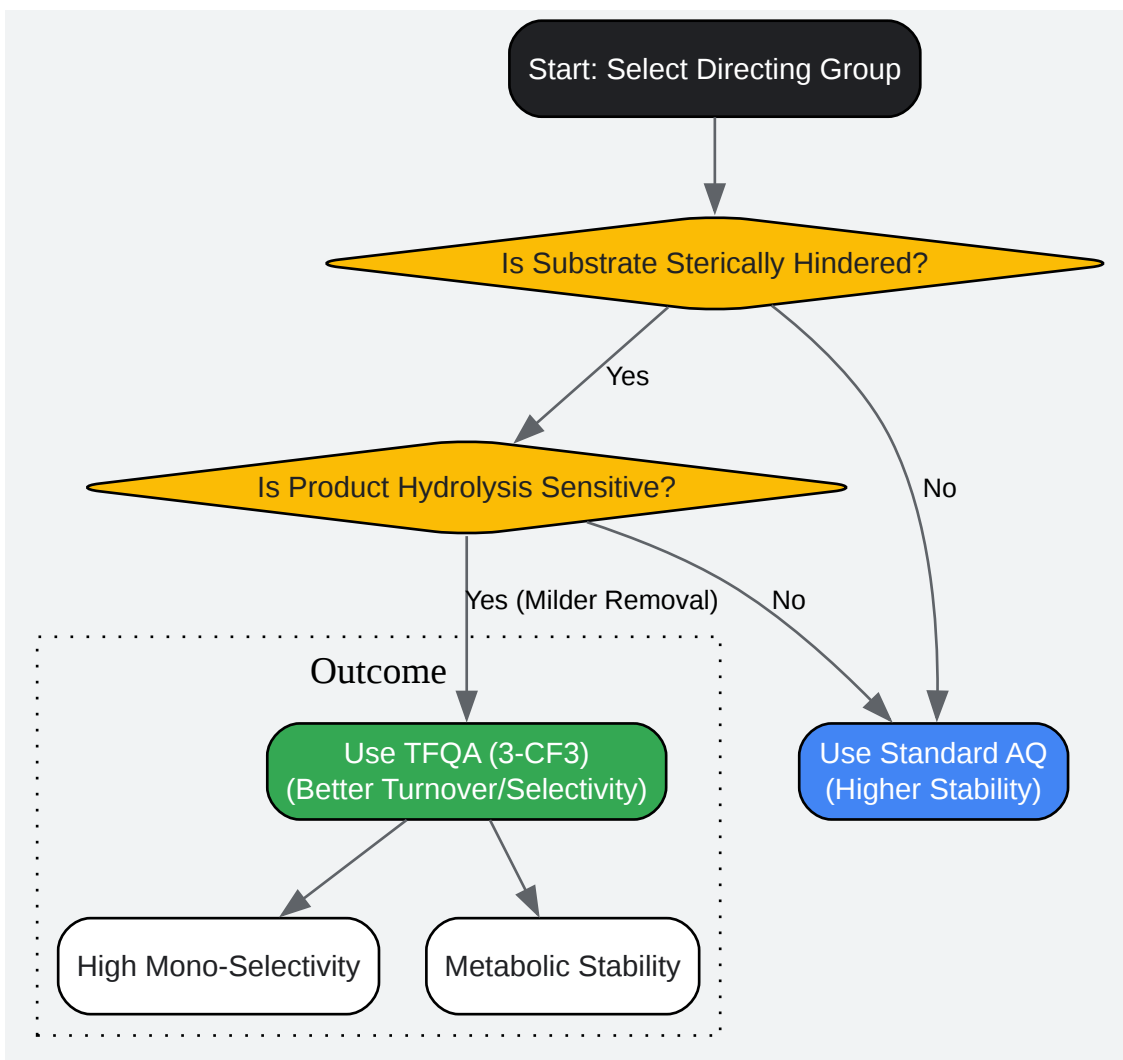 Start: Select Directing Group
Is Substrate Sterically Hindered?
Yes
No
Is Product Hydrolysis Sensitive?
Yes (Milder Removal)
No
Outcome
Use TFQA (3-CF3)
(Better Turnover/Selectivity)
Use Standard AQ
(Higher Stability)
High Mono-Selectivity
Metabolic Stability